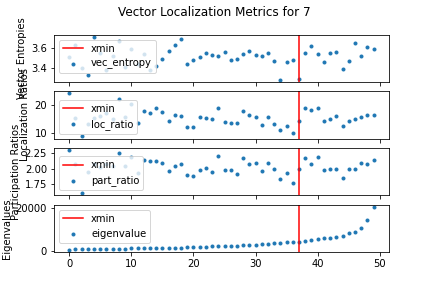 Vector Localization Metrics for 7
Vector Entropies
3.6
3.4
xmin
vec_entropy
Localization Ratios
20
10
xmin
loc_ratio
Participation Ratios
2.25
2.00
1.75
xmin
part_ratio
Eigenvalues
20000
0
xmin
eigenvalue
0 10 20 30 40 50